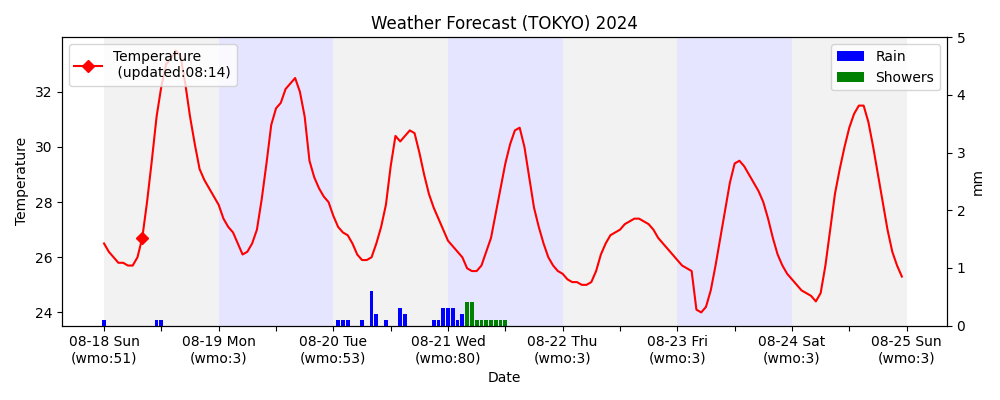 Weather Forecast (TOKYO) 2024
Temperature
(updated:08:14)
Rain
Showers
Temperature
32
30
28
26
24
5
4
3
2
1
0
mm
08-18 Sun
(wmo:51)
08-19 Mon
(wmo:3)
08-20 Tue
(wmo:53)
08-21 Wed
(wmo:80)
08-22 Thu
(wmo:3)
08-23 Fri
(wmo:3)
08-24 Sat
(wmo:3)
08-25 Sun
(wmo:3)
Date